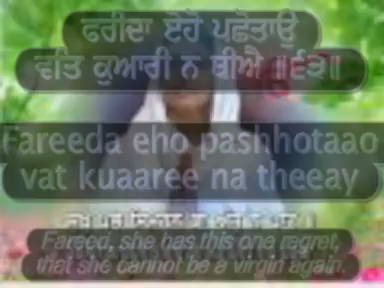 ਫਰੀਦਾ ਏਹੋ ਪਛੋਤਾਉ
ਵਤਿ ਕੁਆਰੀ ਨ ਥੀਐ ॥੬੩॥
Fareeda eho pashhotaao
vat kuaaree na theeay
Fareed, she has this one regret,
that she cannot be a virgin again.